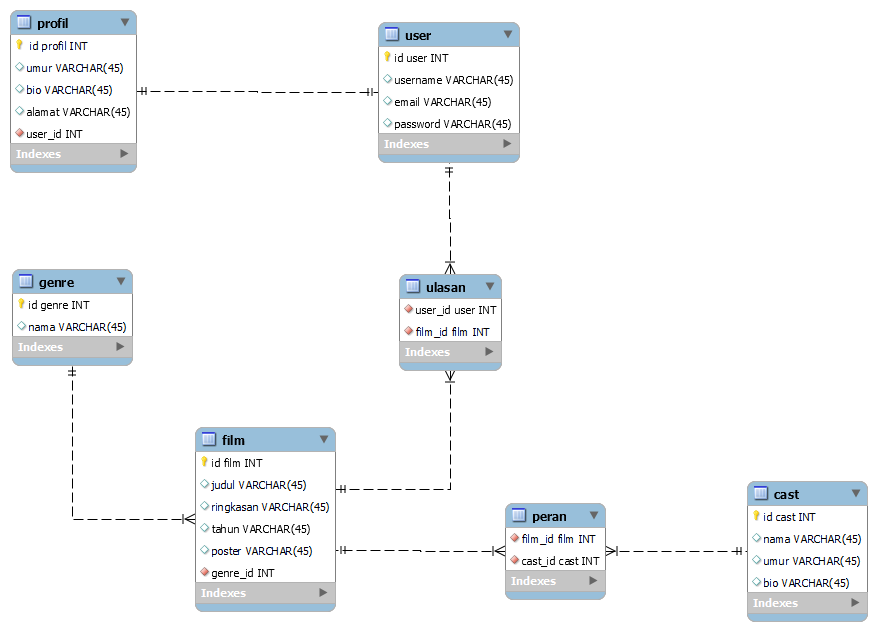 profil
id profil INT
umur VARCHAR(45)
bio VARCHAR(45)
alamat VARCHAR(45)
user_id INT
Indexes
user
id user INT
username VARCHAR(45)
email VARCHAR(45)
password VARCHAR(45)
Indexes
genre
id genre INT
nama VARCHAR(45)
Indexes
ulasan
user_id user INT
film_id film INT
Indexes
film
id film INT
judul VARCHAR(45)
ringkasan VARCHAR(45)
tahun VARCHAR(45)
poster VARCHAR(45)
genre_id INT
Indexes
peran
film_id film INT
cast_id cast INT
Indexes
cast
id cast INT
nama VARCHAR(45)
umur VARCHAR(45)
bio VARCHAR(45)
Indexes